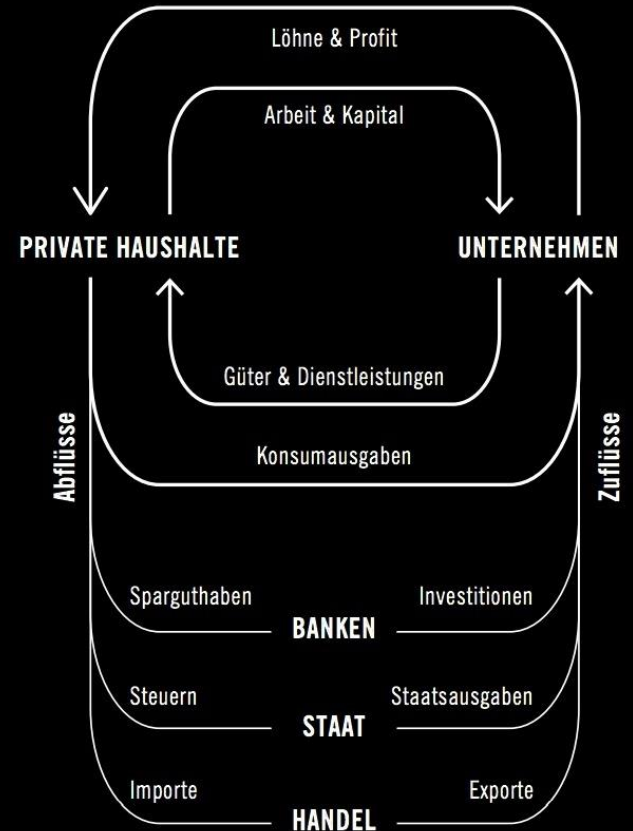 Löhne & Profit
Arbeit & Kapital
PRIVATE HAUSHALTE
UNTERNEHMEN
Güter & Dienstleistungen
Konsumausgaben
Abflüsse
Zuflüsse
Sparguthaben
Investitionen
BANKEN
Steuern
Staatsausgaben
STAAT
Importe
Exporte
HANDEL